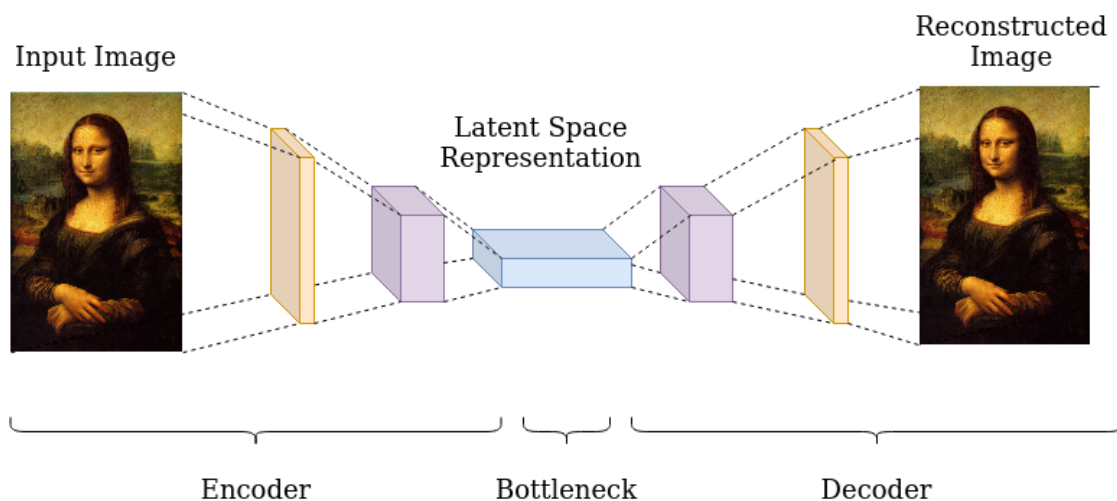 Input Image
Latent Space
Representation
Reconstructed
Image
Encoder
Bottleneck
Decoder